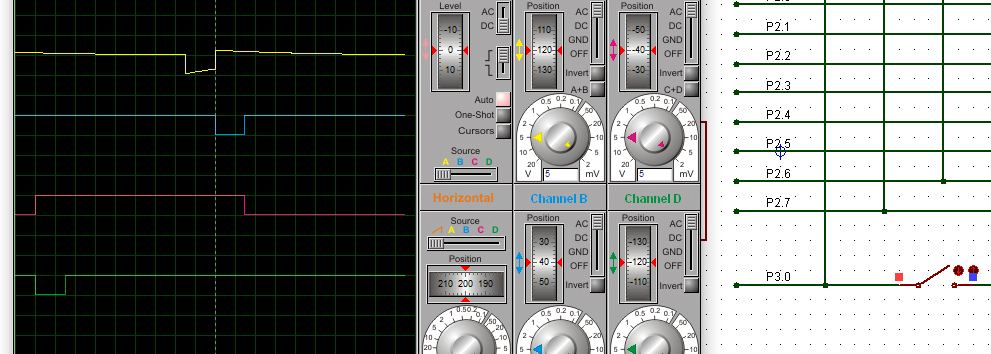 Level
AC
DC
-10
0
10
Auto
One-Shot
Cursors
Source
A B C D
Position
110
120
130
AC
DC
GND
OFF
Invert
A+B
V
5
mV
Position
-50
-40
-30
AC
DC
GND
OFF
Invert
C+D
V
5
mV
Horizontal
Channel B
Channel D
Source
A B C D
Position
210 200 190
Position
30
40
50
AC
DC
GND
OFF
Invert
Position
-130
-120
-110
AC
DC
GND
OFF
Invert
P2.1
P2.2
P2.3
P2.4
P2.5
P2.6
P2.7
P3.0